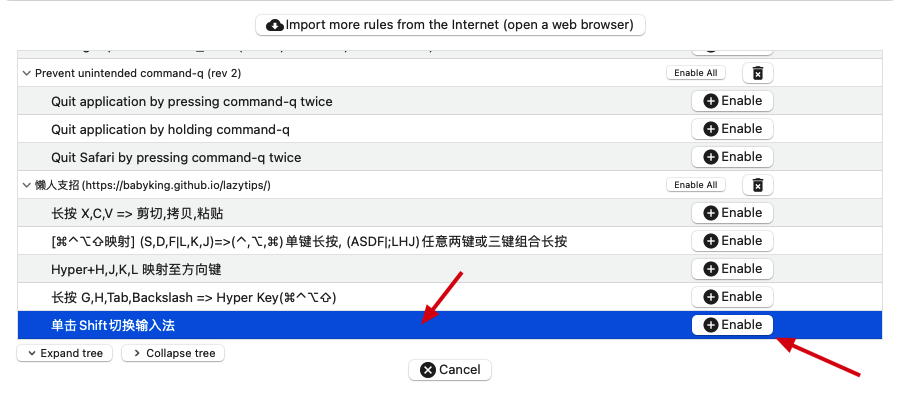 Import more rules from the Internet (open a web browser)
Prevent unintended command-q (rev 2) Enable All
Quit application by pressing command-q twice Enable
Quit application by holding command-q Enable
Quit Safari by pressing command-q twice Enable
懒人支招 (https://babyking.github.io/lazytips/) Enable All
长按 X,C,V => 剪切,拷贝,粘贴 Enable
[⌘⌃⌥⇧映射] (S,D,F|L,K,J)=>(⌃,⌥,⌘) 单键长按, (ASDF|;LHJ) 任意两键或三键组合长按 Enable
Hyper+H,J,K,L 映射至方向键 Enable
长按 G,H,Tab,Backslash => Hyper Key(⌘⌃⌥⇧) Enable
单击Shift切换输入法 Enable
Expand tree Collapse tree
Cancel